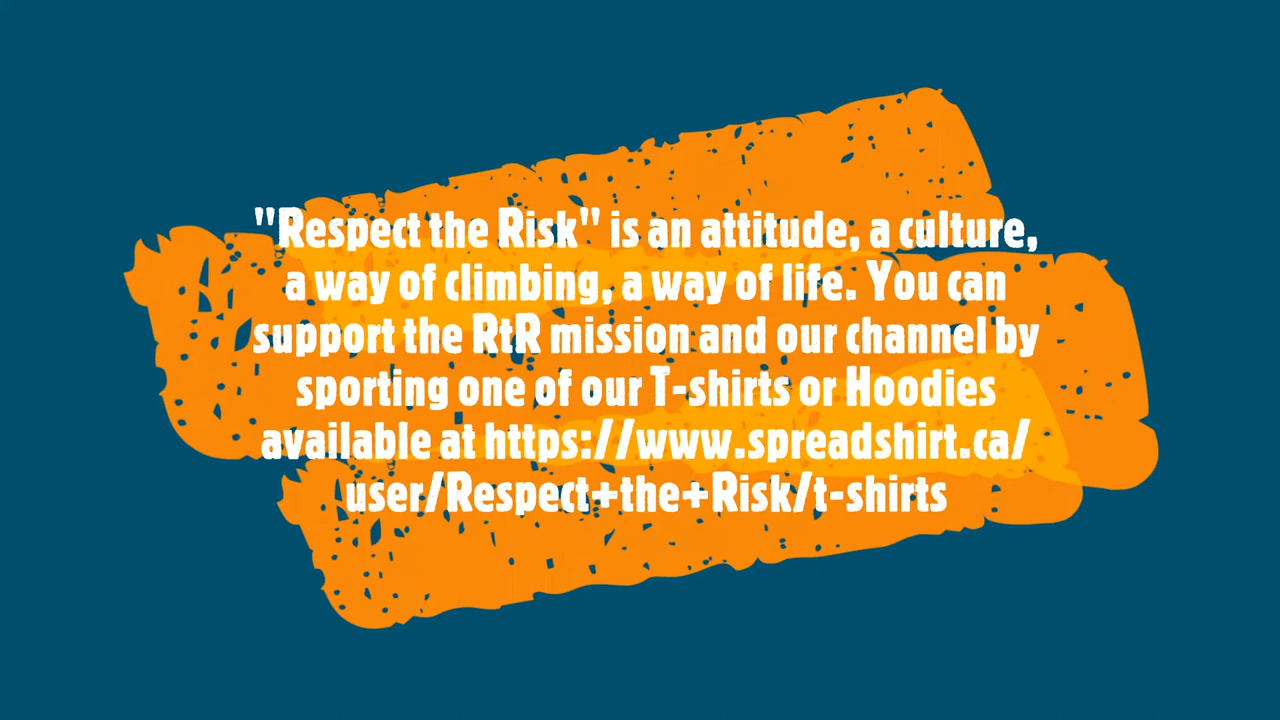 "Respect the Risk" is an attitude, a culture,
a way of climbing, a way of life. You can
support the RtR mission and our channel by
sporting one of our T-shirts or Hoodies
available at https://www.spreadshirt.ca/
user/Respect+the+Risk/t-shirts